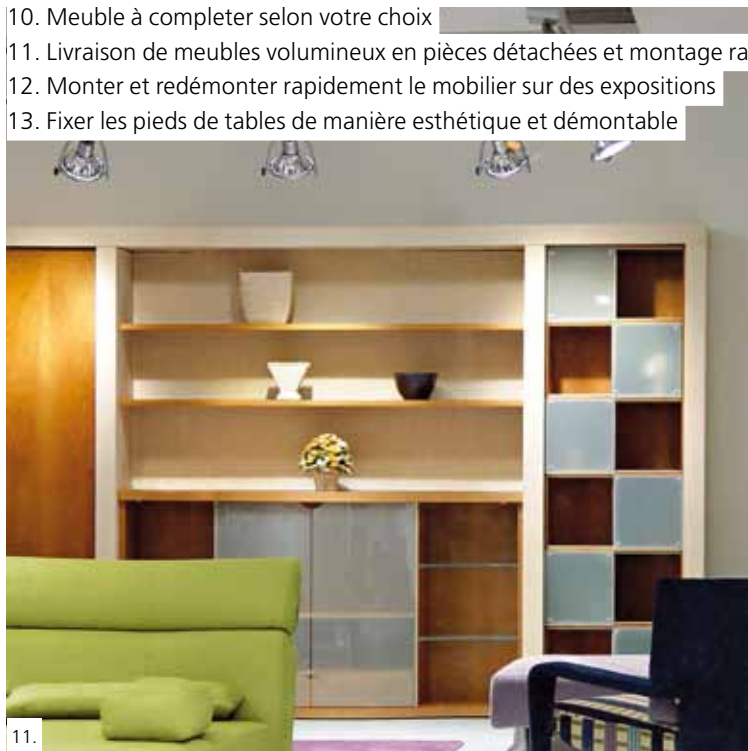 10. Meuble à completer selon votre choix
11. Livraison de meubles volumineux en pièces détachées et montage ra
12. Monter et redémonter rapidement le mobilier sur des expositions
13. Fixer les pieds de tables de manière esthétique et démontable
11.